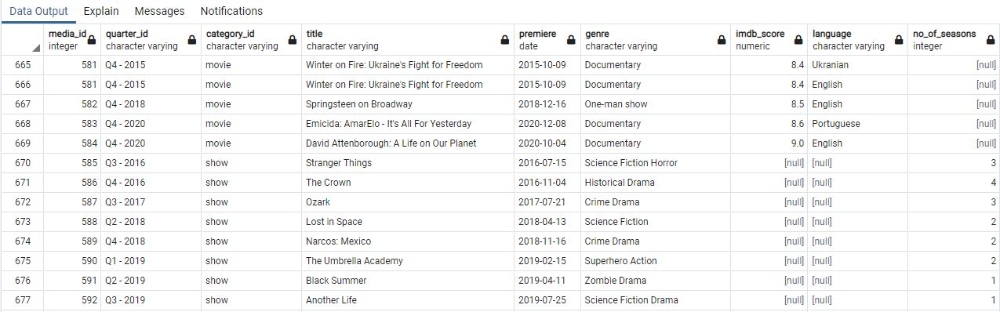 Data Output Explain Messages Notifications
media_id quarter_id category_id title premiere genre imdb_score language no_of_seasons
integer character varying character varying character varying date character varying numeric character varying integer
665 581 Q4 - 2015 movie Winter on Fire: Ukraine's Fight for Freedom 2015-10-09 Documentary 8.4 Ukranian [null]
666 581 Q4 - 2015 movie Winter on Fire: Ukraine's Fight for Freedom 2015-10-09 Documentary 8.4 English [null]
667 582 Q4 - 2018 movie Springsteen on Broadway 2018-12-16 One-man show 8.5 English [null]
668 583 Q4 - 2020 movie Emicida: AmarElo - It's All For Yesterday 2020-12-08 Documentary 8.6 Portuguese [null]
669 584 Q4 - 2020 movie David Attenborough: A Life on Our Planet 2020-10-04 Documentary 9.0 English [null]
670 585 Q3 - 2016 show Stranger Things 2016-07-15 Science Fiction Horror [null] [null] 3
671 586 Q4 - 2016 show The Crown 2016-11-04 Historical Drama [null] [null] 4
672 587 Q3 - 2017 show Ozark 2017-07-21 Crime Drama [null] [null] 3
673 588 Q2 - 2018 show Lost in Space 2018-04-13 Science Fiction [null] [null] 2
674 589 Q4 - 2018 show Narcos: Mexico 2018-11-16 Crime Drama [null] [null] 2
675 590 Q1 - 2019 show The Umbrella Academy 2019-02-15 Superhero Action [null] [null] 2
676 591 Q2 - 2019 show Black Summer 2019-04-11 Zombie Drama [null] [null] 1
677 592 Q3 - 2019 show Another Life 2019-07-25 Science Fiction Drama [null] [null] 1